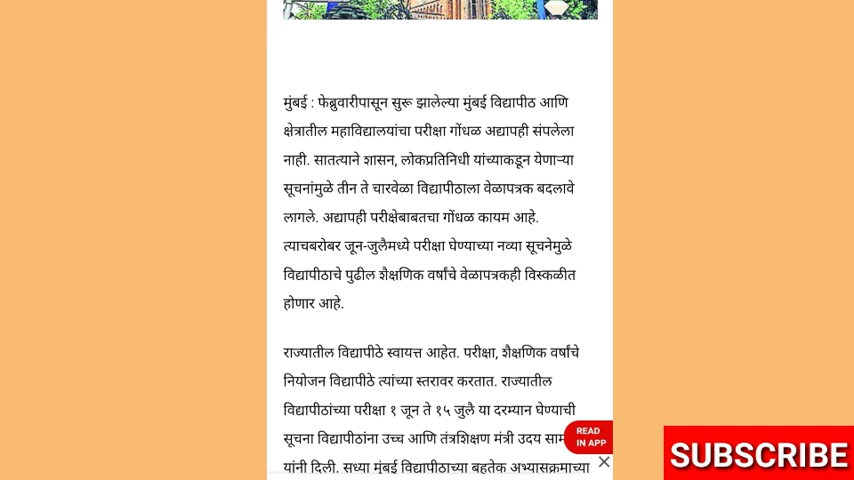 मुंबई : फेब्रुवारीपासून सुरू झालेल्या मुंबई विद्यापीठ आणि
क्षेत्रातील महाविद्यालयांचा परीक्षा गोंधळ अद्यापही संपलेला
नाही. सातत्याने शासन, लोकप्रतिनिधी यांच्याकडून येणाऱ्या
सूचनांमुळे तीन ते चारवेळा विद्यापीठाला वेळापत्रक बदलावे
लागले. अद्यापही परीक्षेबाबतचा गोंधळ कायम आहे.
त्याचबरोबर जून-जुलैमध्ये परीक्षा घेण्याच्या नव्या सूचनेमुळे
विद्यापीठाचे पुढील शैक्षणिक वर्षांचे वेळापत्रकही विस्कळीत
होणार आहे.
राज्यातील विद्यापीठे स्वायत्त आहेत. परीक्षा, शैक्षणिक वर्षांचे
नियोजन विद्यापीठे त्यांच्या स्तरावर करतात. राज्यातील
विद्यापीठांच्या परीक्षा १ जून ते १५ जुलै या दरम्यान घेण्याची
सूचना विद्यापीठांना उच्च आणि तंत्रशिक्षण मंत्री उदय
यांनी दिली. सध्या मुंबई विद्यापीठाच्या बहुतेक अभ्यासक्रमाच्या
READ
IN APP
SUBSCRIBE